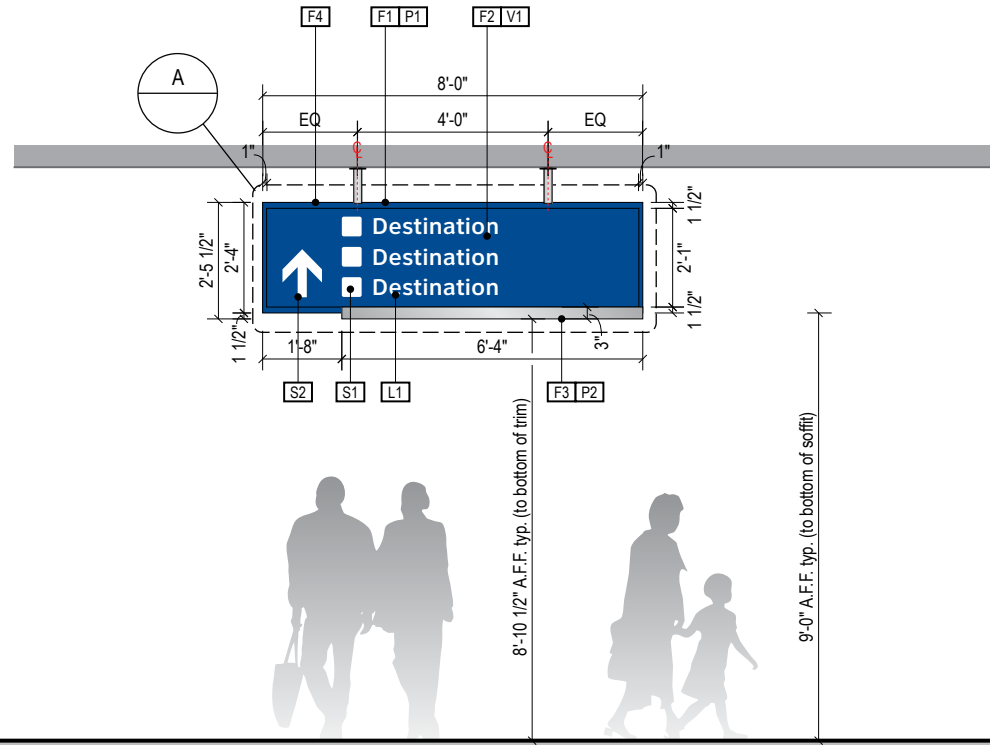 F4 F1 P1 F2 V1
A
8'-0"
EQ 4'-0" EQ
1" ℄ ℄ 1"
2'-5 1/2"
2'-4"
1 1/2"
Destination
Destination
Destination
1 1/2"
2'-1"
1 1/2"
1'-8" 6'-4" 3"
S2 S1 L1 F3 P2
8'-10 1/2" A.F.F. typ. (to bottom of trim)
9'-0" A.F.F. typ. (to bottom of soffit)